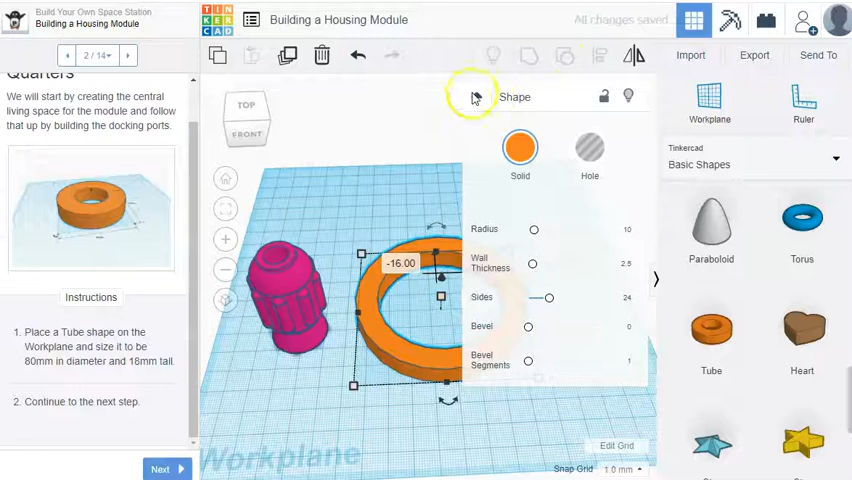 Build Your Own Space Station
Building a Housing Module
TIN
KER
CAD
Building a Housing Module
All changes saved
2 / 14
Import
Export
Send To
Quarters
We will start by creating the central
living space for the module and follow
that up by building the docking ports.
Instructions
1. Place a Tube shape on the
Workplane and size it to be
80mm in diameter and 18mm tall.
2. Continue to the next step.
Next
TOP
FRONT
-16.00
Workplane
Shape
Solid
Hole
Radius
10
Wall
Thickness
2.5
Sides
24
Bevel
0
Bevel
Segments
1
Edit Grid
Snap Grid
1.0 mm
Workplane
Ruler
Tinkercad
Basic Shapes
Paraboloid
Torus
Tube
Heart